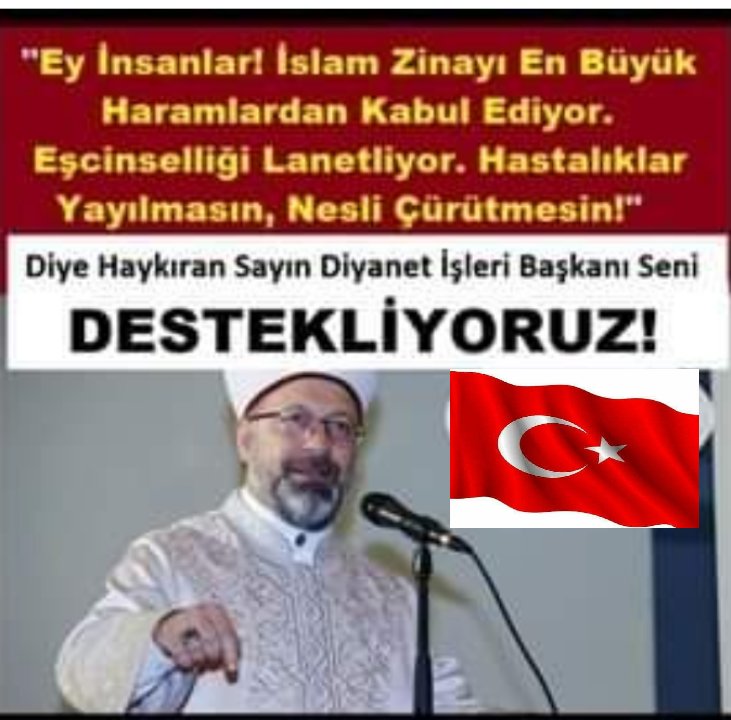 "Ey İnsanlar! İslam Zinayı En Büyük
Haramlardan Kabul Ediyor.
Eşcinselliği Lanetliyor. Hastalıklar
Yayılmasın, Nesli Çürütmesin!"
Diye Haykıran Sayın Diyanet İşleri Başkanı Seni
DESTEKLİYORUZ!